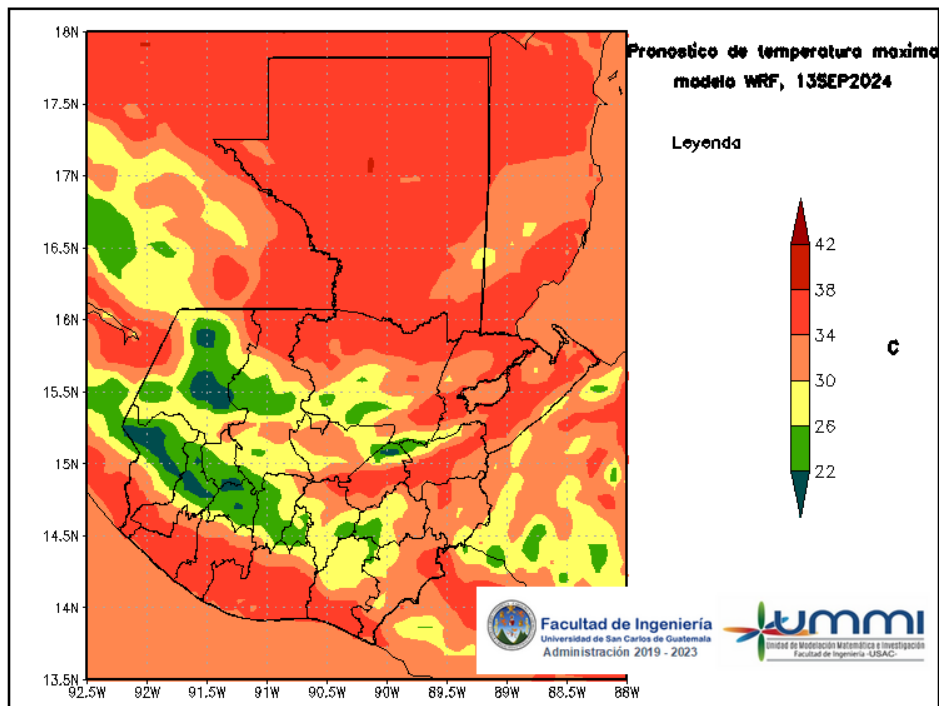 Pronostico de temperatura maxima
modelo WRF, 13SEP2024
Leyenda
42
38
34
30
26
22
C
18N
17.5N
17N
16.5N
16N
15.5N
15N
14.5N
14N
13.5N
92.5W
92W
91.5W
91W
90.5W
90W
89.5W
89W
88.5W
88W
Facultad de Ingeniería
Universidad de San Carlos de Guatemala
Administración 2019 - 2023
UMMI
Unidad de Modelación Matemática e Investigación
Facultad de Ingeniería -USAC-